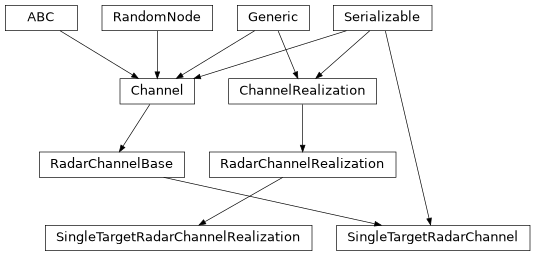 ABC
RandomNode
Generic
Serializable
Channel
ChannelRealization
RadarChannelBase
RadarChannelRealization
SingleTargetRadarChannelRealization
SingleTargetRadarChannel